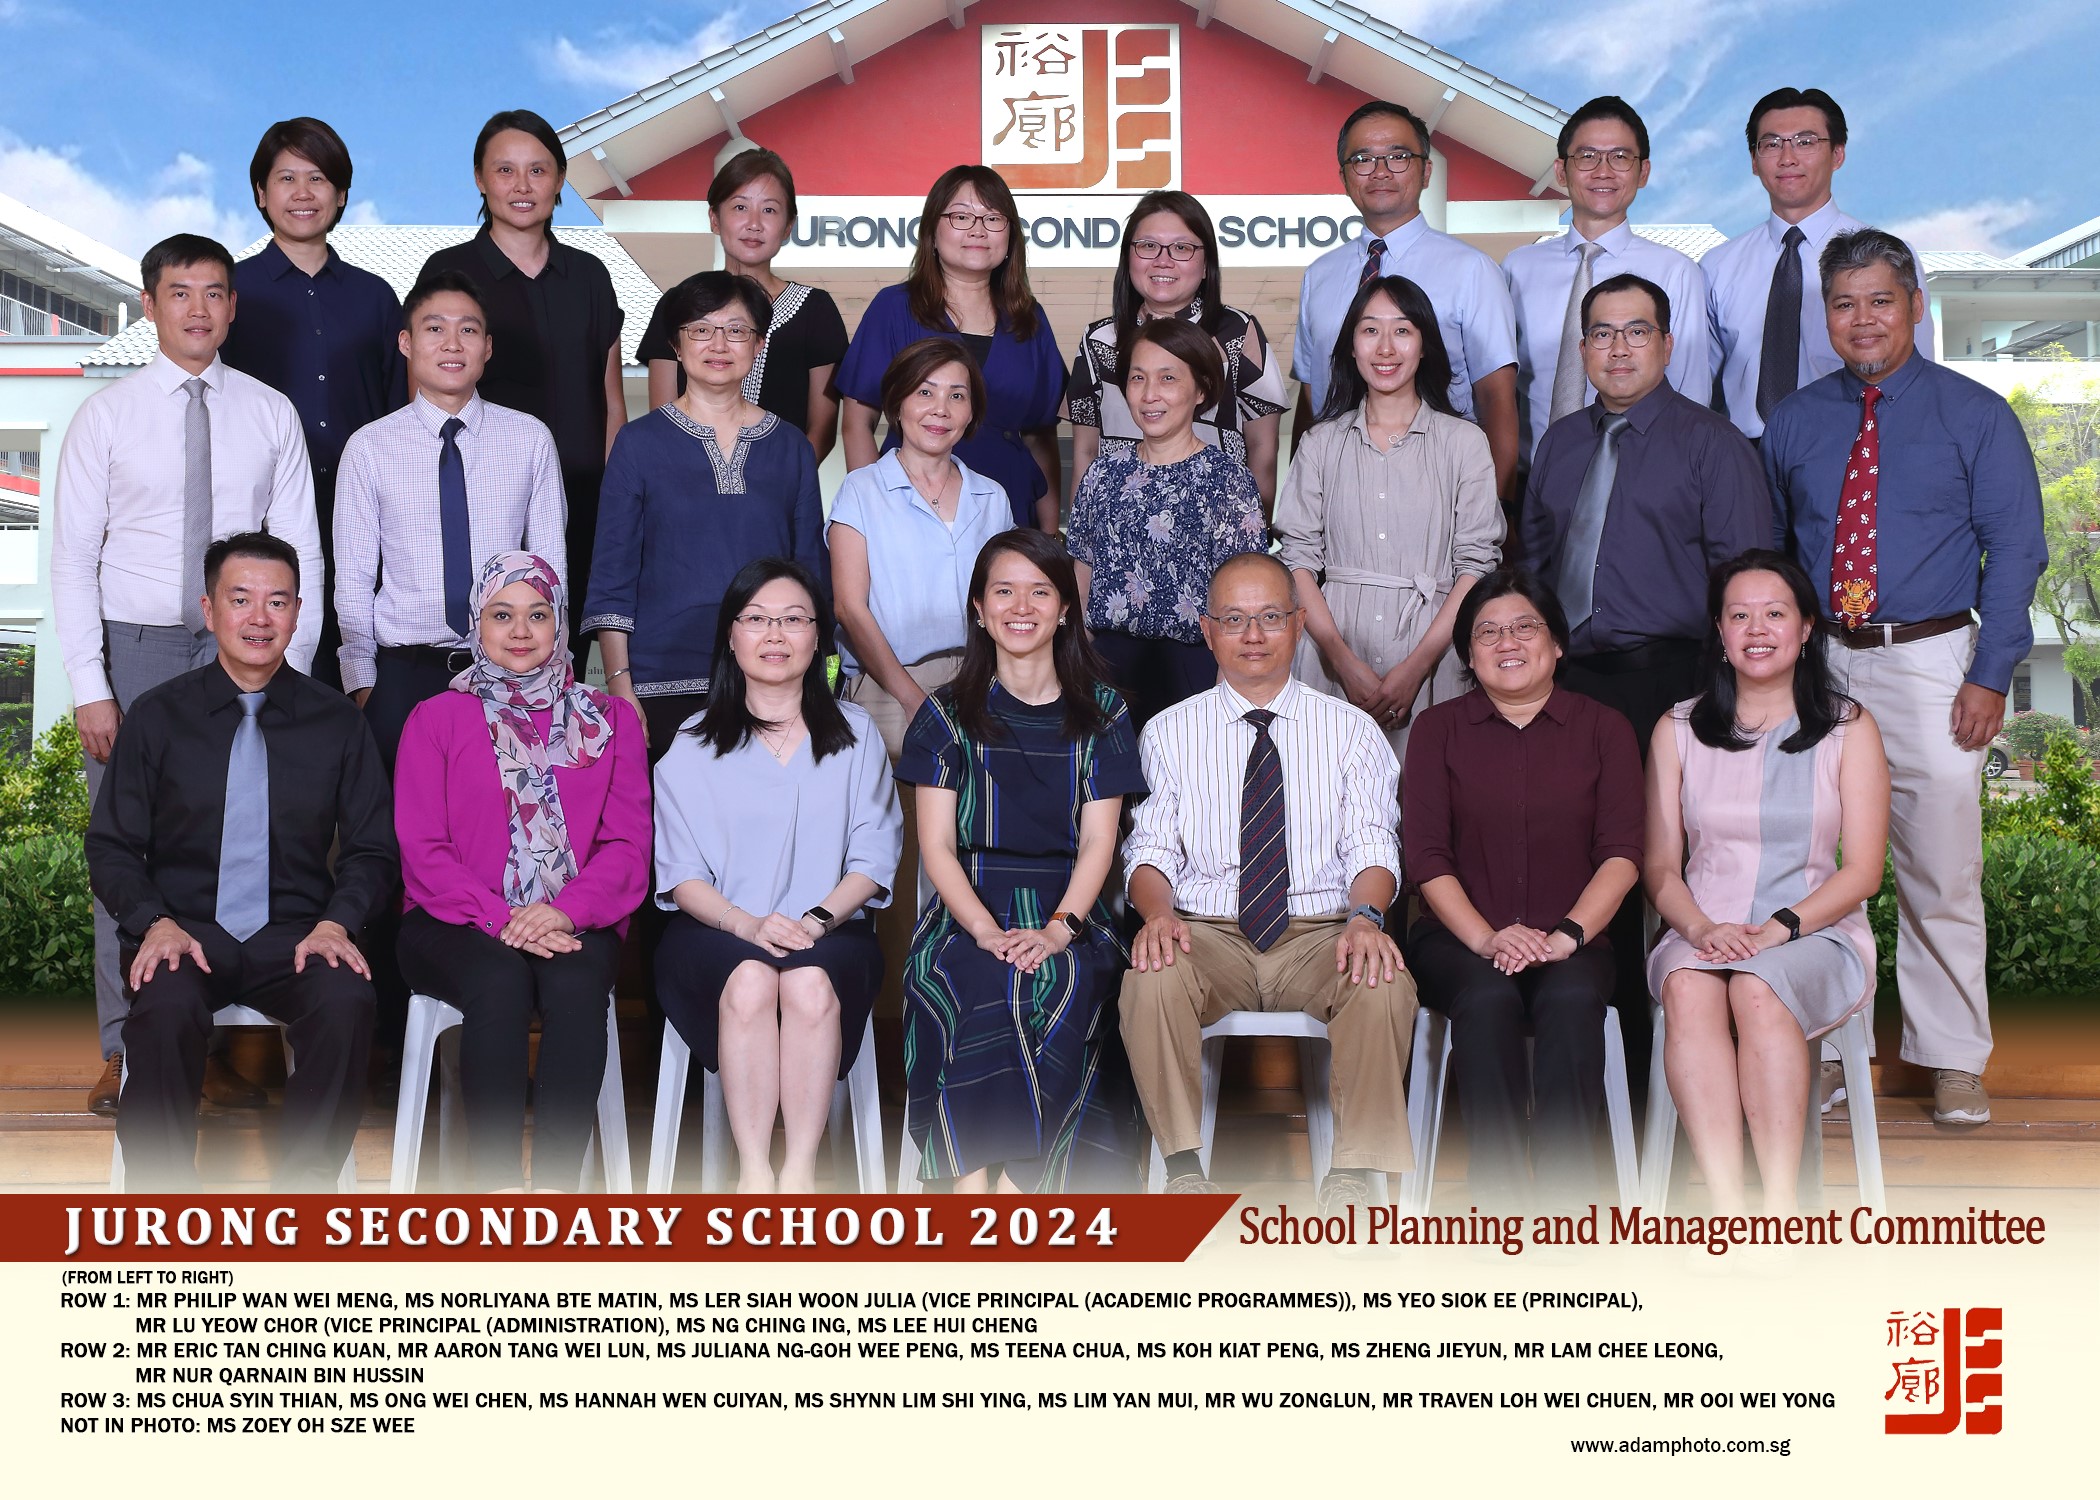 裕
廊
JURONG SECONDARY SCHOOL
JURONG SECONDARY SCHOOL 2024
School Planning and Management Committee
(FROM LEFT TO RIGHT)
ROW 1: MR PHILIP WAN WEI MENG, MS NORLIYANA BTE MATIN, MS LER SIAH WOON JULIA (VICE PRINCIPAL (ACADEMIC PROGRAMMES)), MS YEO SIOK EE (PRINCIPAL),
MR LU YEOW CHOR (VICE PRINCIPAL (ADMINISTRATION), MS NG CHING ING, MS LEE HUI CHENG
ROW 2: MR ERIC TAN CHING KUAN, MR AARON TANG WEI LUN, MS JULIANA NG-GOH WEE PENG, MS TEENA CHUA, MS KOH KIAT PENG, MS ZHENG JIEYUN, MR LAM CHEE LEONG,
MR NUR QARNAIN BIN HUSSIN
ROW 3: MS CHUA SYIN THIAN, MS ONG WEI CHEN, MS HANNAH WEN CUIYAN, MS SHYNN LIM SHI YING, MS LIM YAN MUI, MR WU ZONGLUN, MR TRAVEN LOH WEI CHUEN, MR OOI WEI YONG
NOT IN PHOTO: MS ZOEY OH SZE WEE
裕
廊
www.adamphoto.com.sg